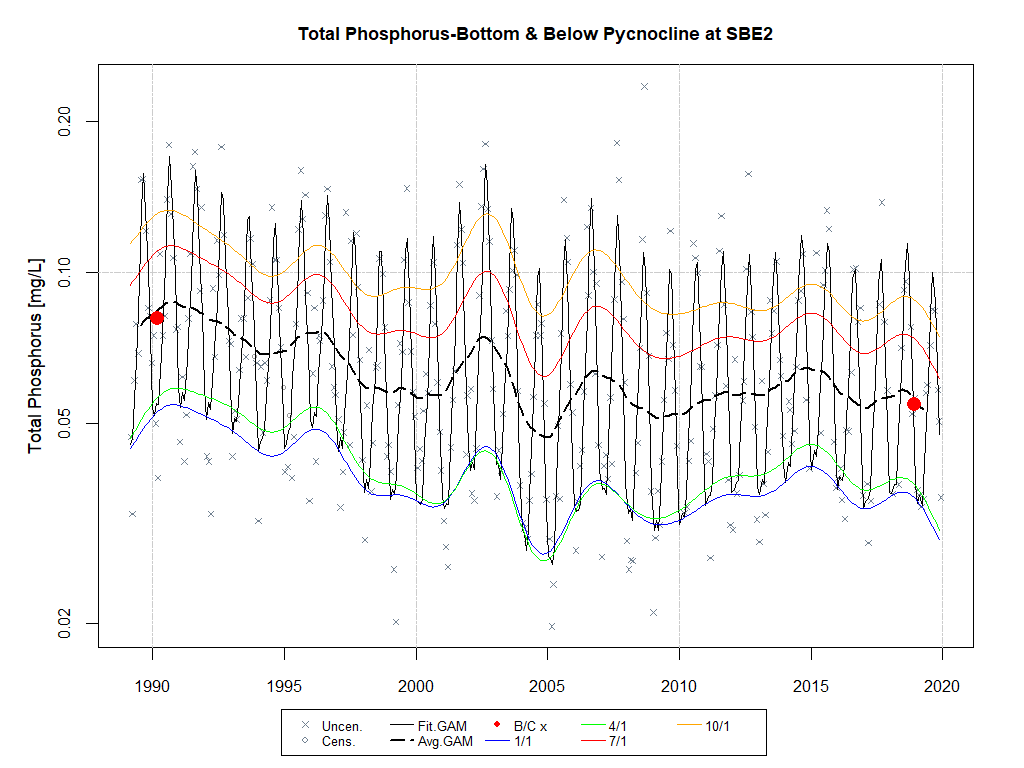 Total Phosphorus-Bottom & Below Pycnocline at SBE2
Total Phosphorus [mg/L]
0.20
0.10
0.05
0.02
1990 1995 2000 2005 2010 2015 2020
Uncen. Fit.GAM B/C x 4/1 10/1
Cens. Avg.GAM 1/1 7/1